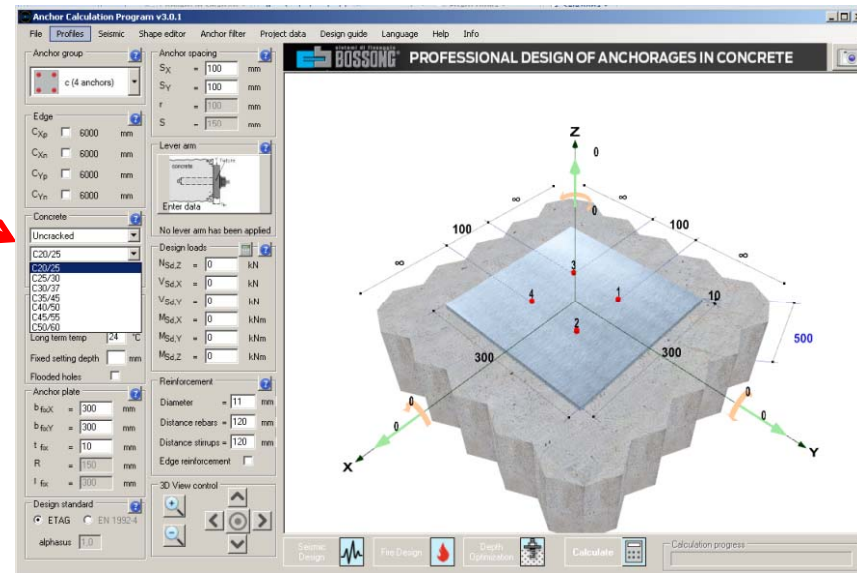 Anchor Calculation Program v3.0.1
File Profiles Seismic Shape editor Anchor filter Project data Design guide Language Help Info
Anchor group
c (4 anchors)
Edge
CXp 6000 mm
CXn 6000 mm
CYp 6000 mm
CYn 6000 mm
Concrete
Uncracked
C20/25
C20/25
C25/30
C30/37
C35/45
C40/50
C45/55
C50/60
Long term temp 24 °C
Fixed setting depth mm
Flooded holes
Anchor plate
b fixX = 300 mm
b fixY = 300 mm
t fix = 10 mm
R = 150 mm
l fix = 300 mm
Design standard
ETAG EN 1992-4
alphasus 1,0
Anchor spacing
SX = 100 mm
SY = 100 mm
r = 100 mm
S = 150 mm
Lever arm
concrete
Enter data
No lever arm has been applied
Design loads
NSd,Z = 0 kN
VSd,X = 0 kN
VSd,Y = 0 kN
MSd,X = 0 kNm
MSd,Y = 0 kNm
MSd,Z = 0 kNm
Reinforcement
Diameter = 11 mm
Distance rebars = 120 mm
Distance stirrups = 120 mm
Edge reinforcement
3D View control
sistemi di fissaggio
BOSSONG
PROFESSIONAL DESIGN OF ANCHORAGES IN CONCRETE
Z
0
0
∞
∞
100
100
∞
∞
3
4
1
10
2
500
300
300
0
0
0
0
X
Y
Seismic Design
Fire Design
Depth Optimization
Calculate
Calculation progress